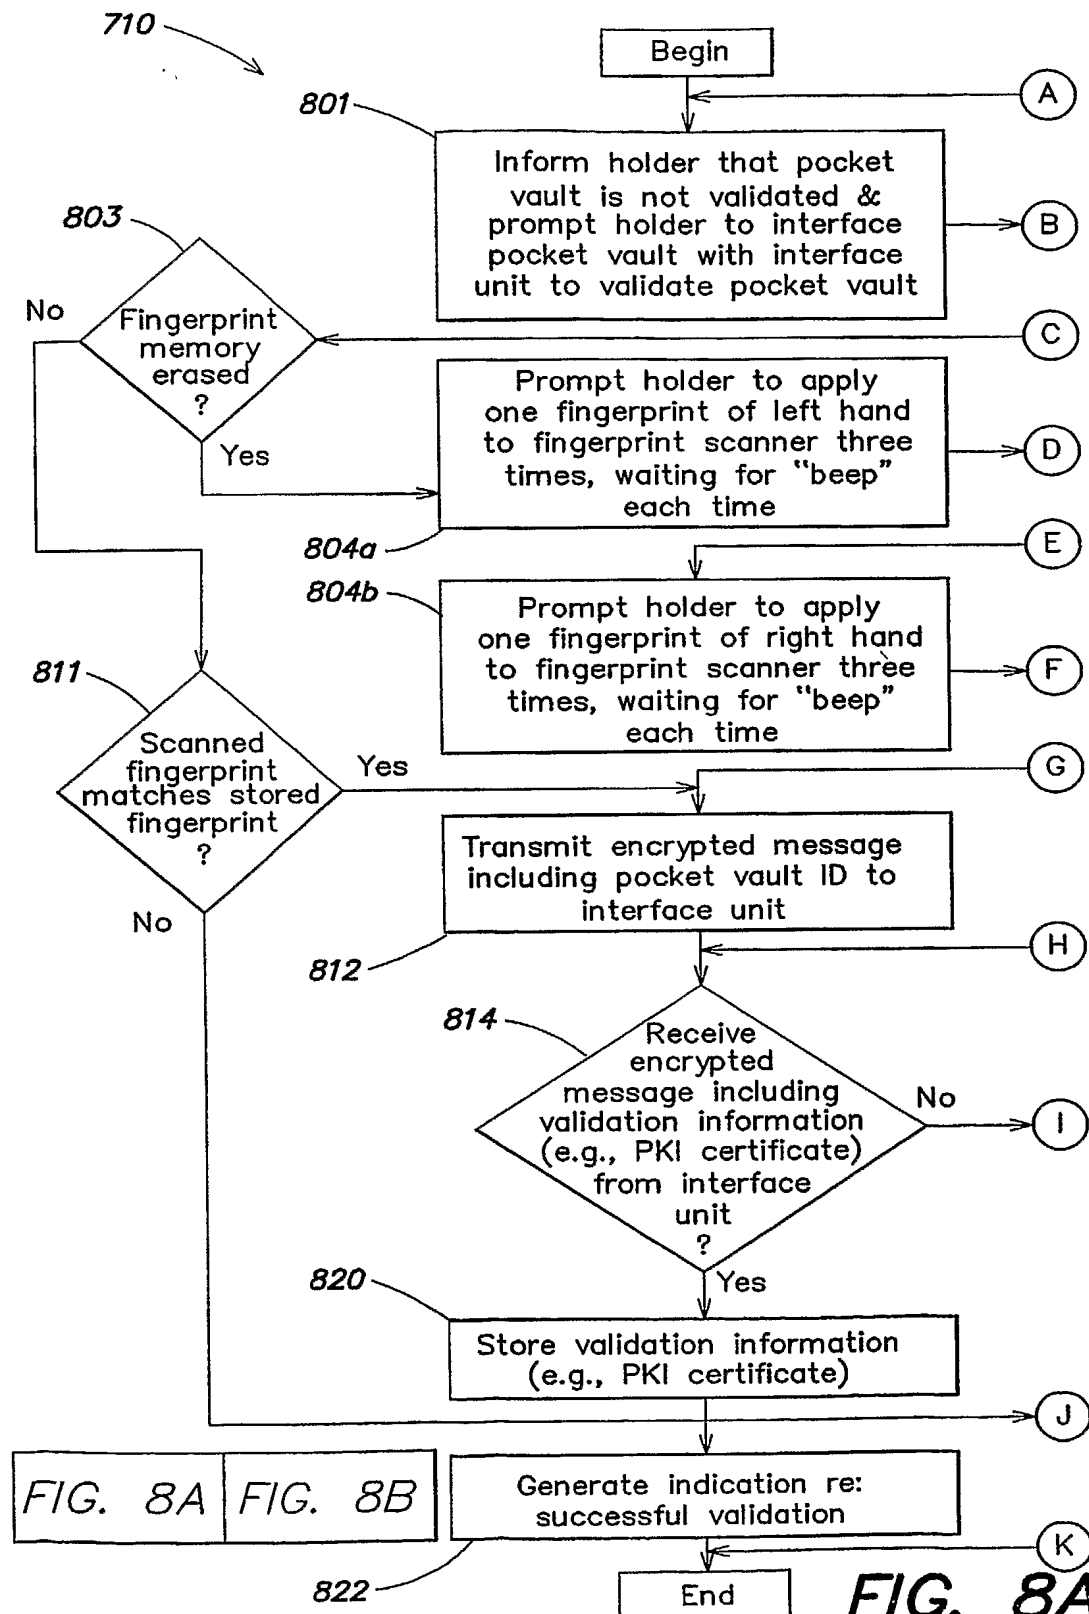 710
Begin
A
801
Inform holder that pocket
vault is not validated &
prompt holder to interface
pocket vault with interface
unit to validate pocket vault
B
803
No
Fingerprint
memory
erased
?
Yes
C
Prompt holder to apply
one fingerprint of left hand
to fingerprint scanner three
times, waiting for "beep"
each time
D
804a
E
804b
Prompt holder to apply
one fingerprint of right hand
to fingerprint scanner three
times, waiting for "beep"
each time
F
811
Scanned
fingerprint
matches stored
fingerprint
?
Yes
No
G
Transmit encrypted message
including pocket vault ID to
interface unit
812
H
814
Receive
encrypted
message including
validation information
(e.g., PKI certificate)
from interface
unit
?
No
I
Yes
820
Store validation information
(e.g., PKI certificate)
J
FIG. 8A FIG. 8B
Generate indication re:
successful validation
822
K
End
FIG. 8A